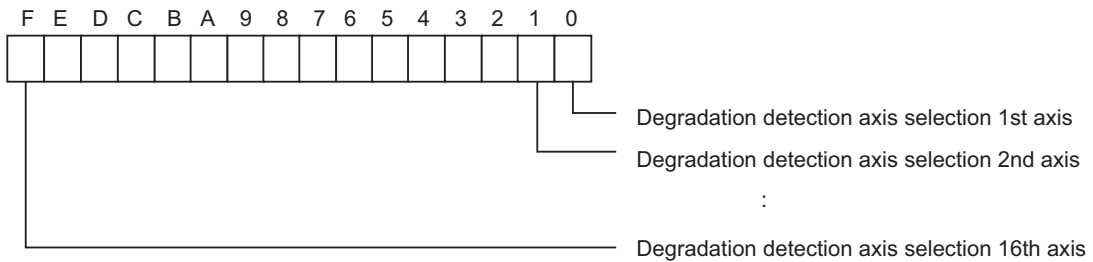 F E D C B A 9 8 7 6 5 4 3 2 1 0
Degradation detection axis selection 1st axis
Degradation detection axis selection 2nd axis
:
Degradation detection axis selection 16th axis